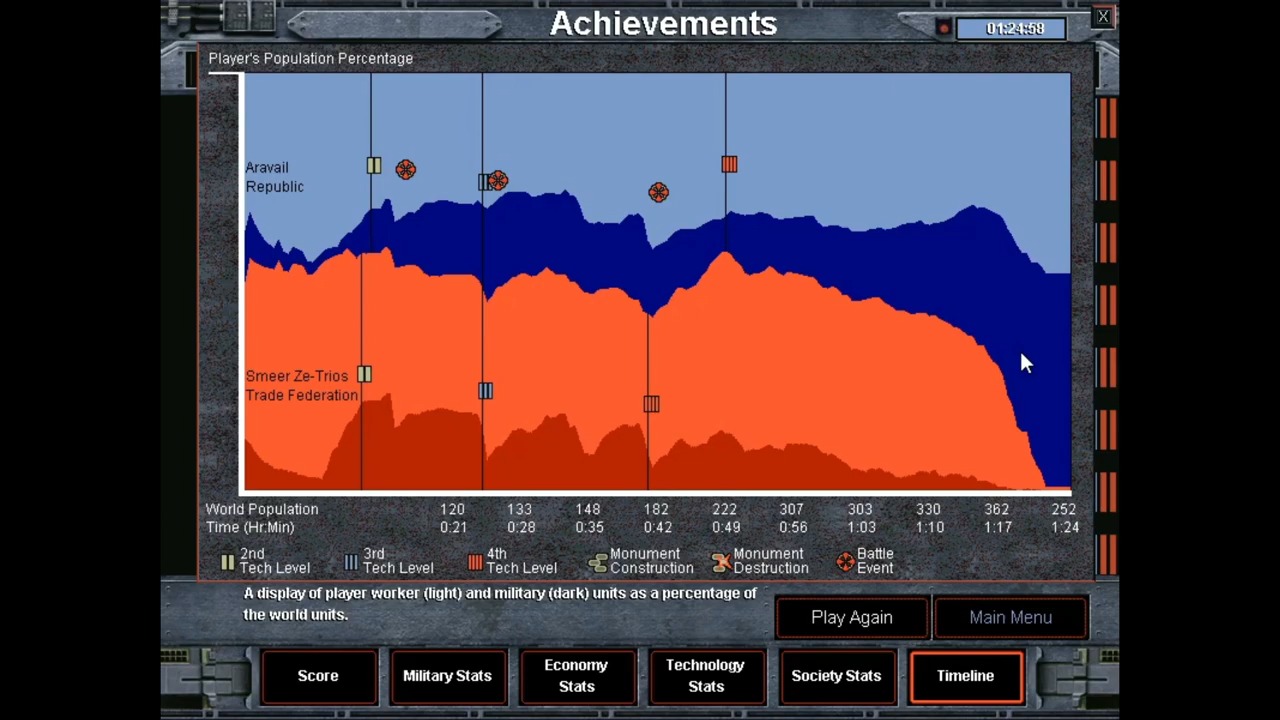 Achievements
01:24:58
X
Player's Population Percentage
Aravail
Republic
Smeer Ze-Trios
Trade Federation
World Population 120 133 148 182 222 307 303 330 362 252
Time (Hr:Min) 0:21 0:28 0:35 0:42 0:49 0:56 1:03 1:10 1:17 1:24
2nd
Tech Level
3rd
Tech Level
4th
Tech Level
Monument
Construction
Monument
Destruction
Battle
Event
A display of player worker (light) and military (dark) units as a percentage of
the world units.
Play Again
Main Menu
Score
Military Stats
Economy
Stats
Technology
Stats
Society Stats
Timeline